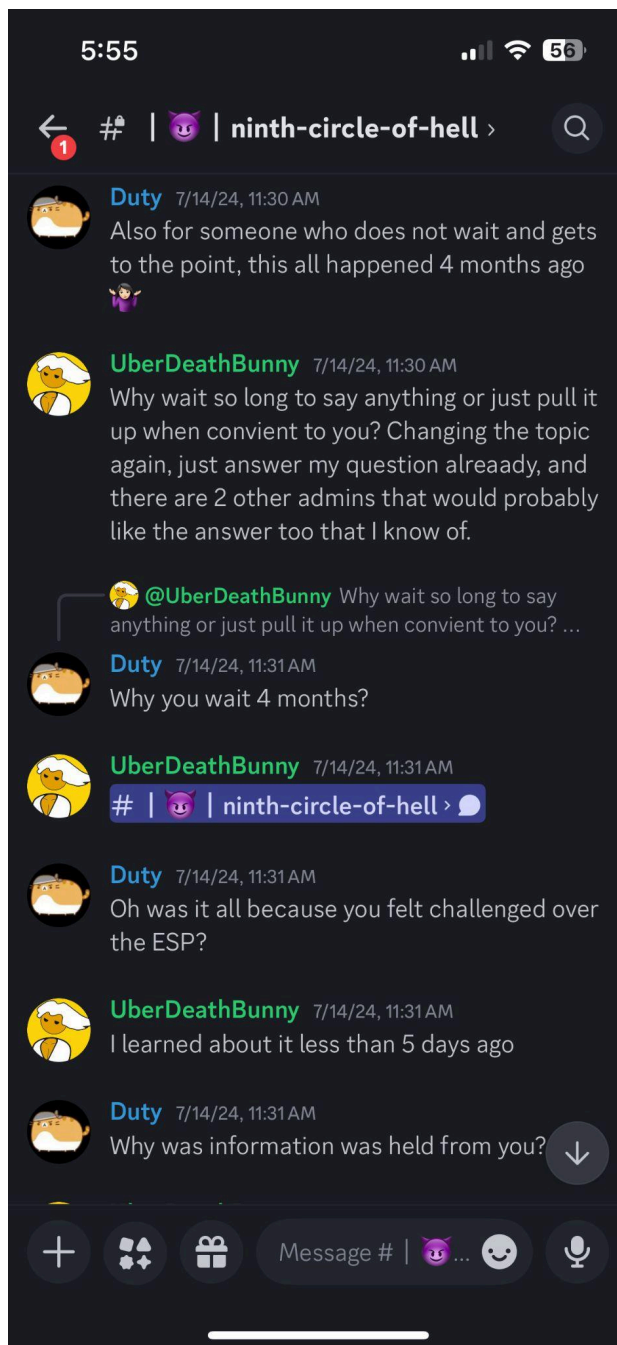 5:55
56
1
# | 😈 | ninth-circle-of-hell ›
Duty 7/14/24, 11:30 AM
Also for someone who does not wait and gets
to the point, this all happened 4 months ago
🤷🏻‍♀️
UberDeathBunny 7/14/24, 11:30 AM
Why wait so long to say anything or just pull it
up when convient to you? Changing the topic
again, just answer my question alreaady, and
there are 2 other admins that would probably
like the answer too that I know of.
@UberDeathBunny Why wait so long to say
anything or just pull it up when convient to you? ...
Duty 7/14/24, 11:31 AM
Why you wait 4 months?
UberDeathBunny 7/14/24, 11:31 AM
# | 😈 | ninth-circle-of-hell ›
Duty 7/14/24, 11:31 AM
Oh was it all because you felt challenged over
the ESP?
UberDeathBunny 7/14/24, 11:31 AM
I learned about it less than 5 days ago
Duty 7/14/24, 11:31 AM
Why was information was held from you?
Message # | 😈...